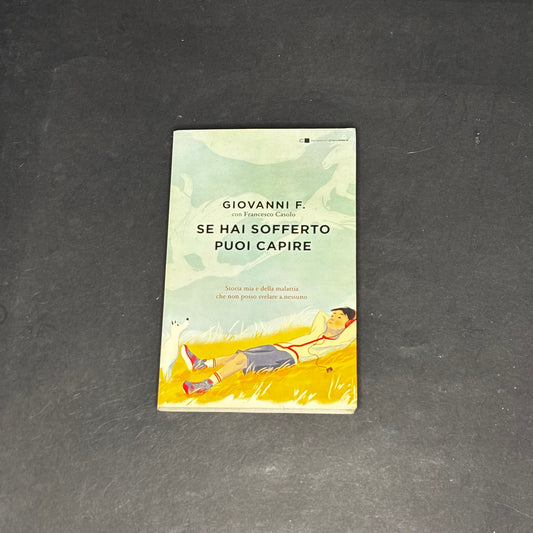 GIOVANNI F.
con Francesco Casolo
SE HAI SOFFERTO
PUOI CAPIRE
Storia mia e della malattia
che non posso svelare a nessuno